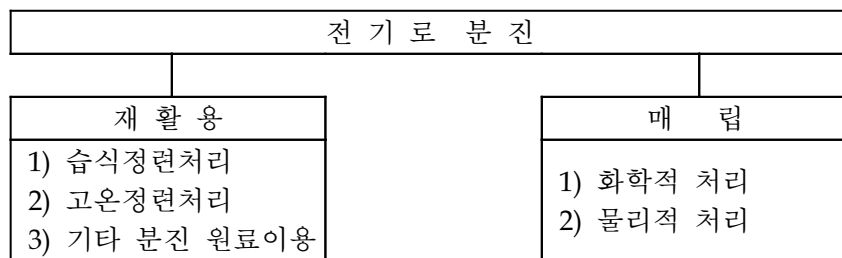 전 기 로 분 진
재 활 용
1) 습식정련처리
2) 고온정련처리
3) 기타 분진 원료이용
매 립
1) 화학적 처리
2) 물리적 처리